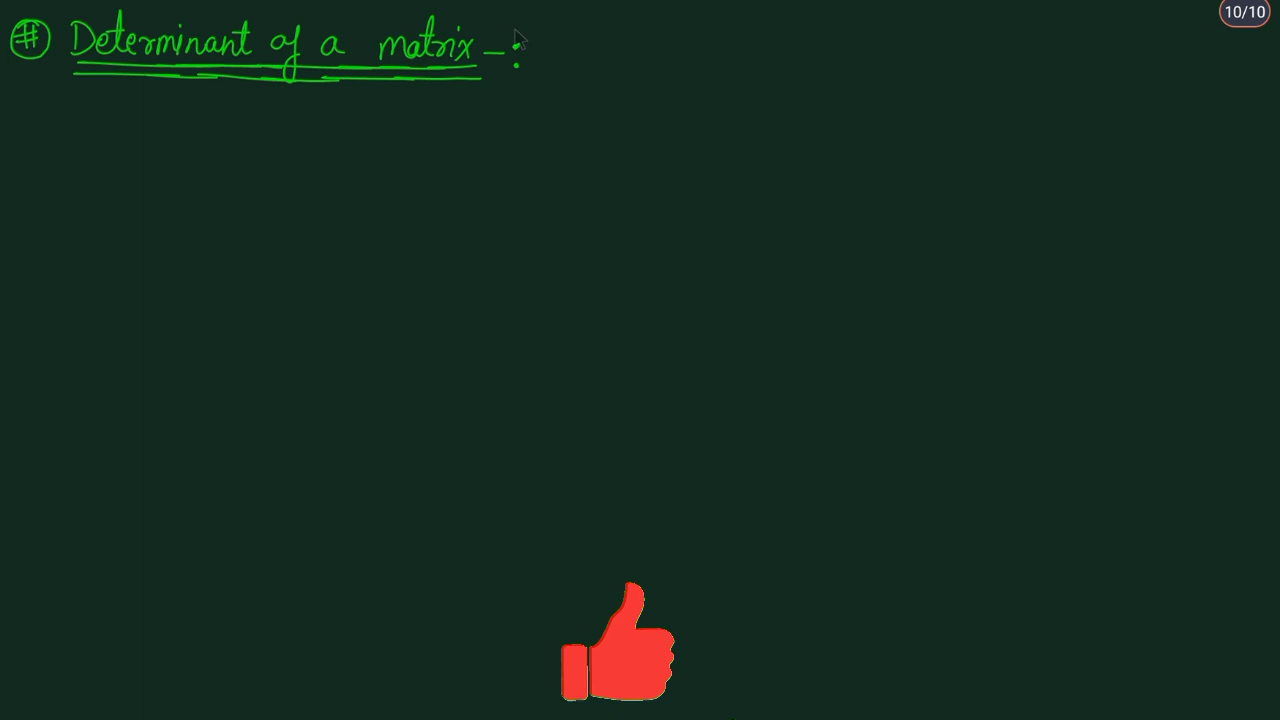 # Determinant of a matrix -:
10/10